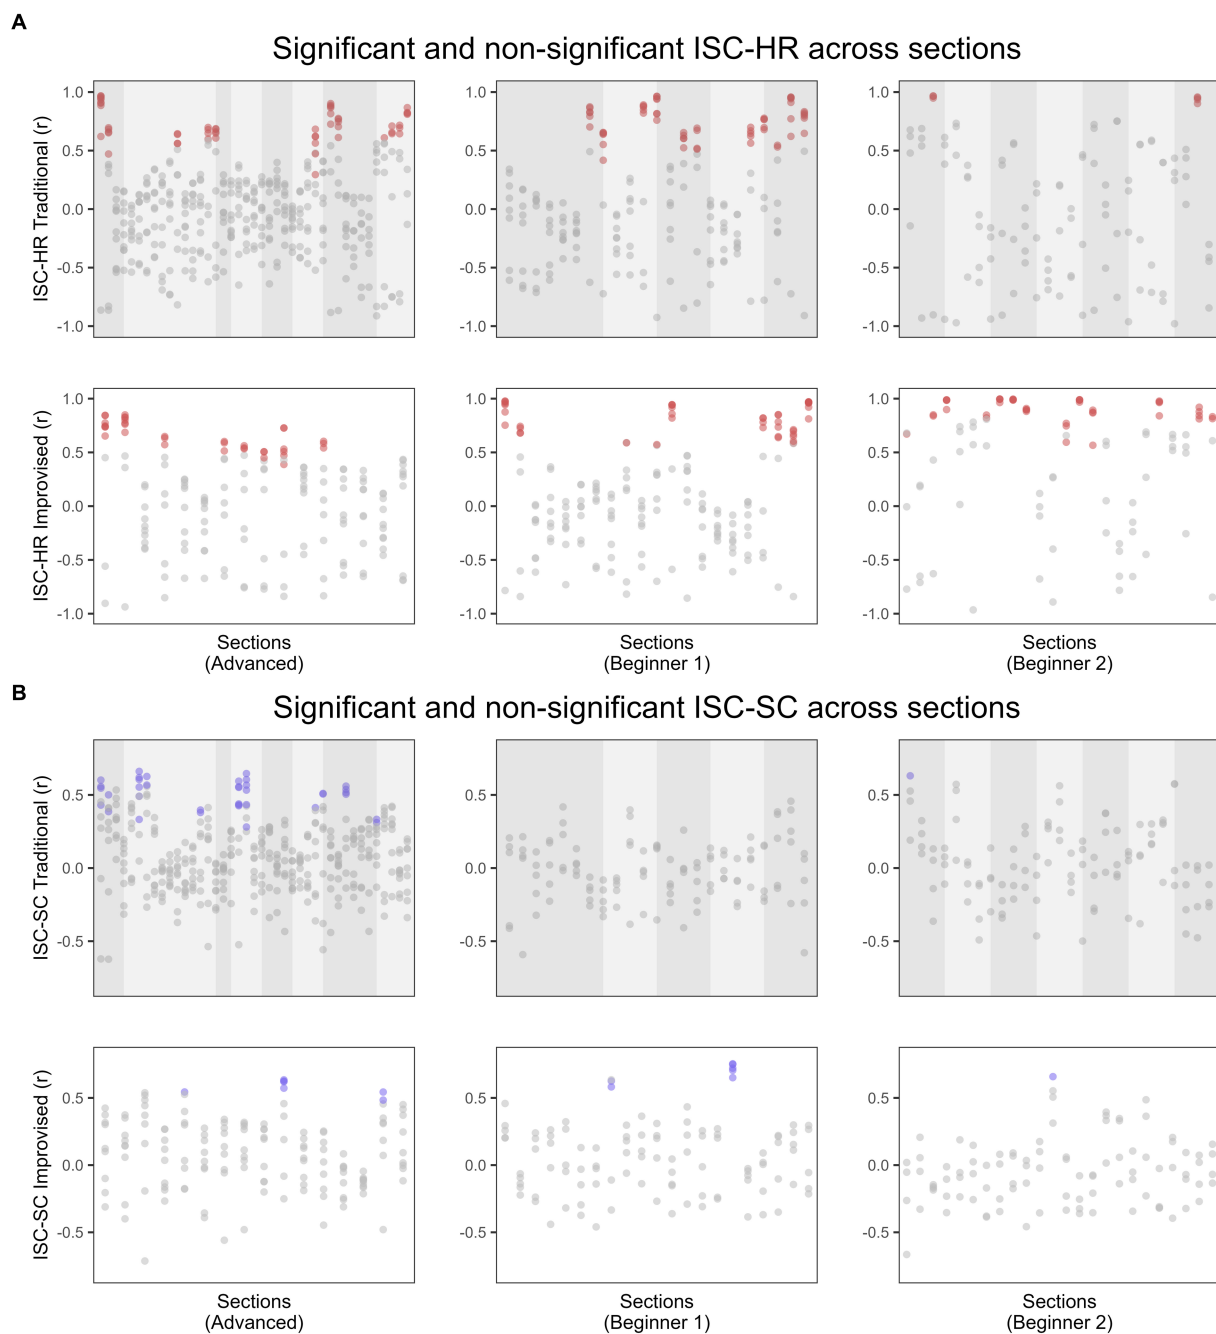 A
Significant and non-significant ISC-HR across sections
ISC-HR Traditional (r)
1.0
0.5
0.0
-0.5
-1.0
1.0
0.5
0.0
-0.5
-1.0
1.0
0.5
0.0
-0.5
-1.0
ISC-HR Improvised (r)
1.0
0.5
0.0
-0.5
-1.0
1.0
0.5
0.0
-0.5
-1.0
1.0
0.5
0.0
-0.5
-1.0
Sections
(Advanced)
Sections
(Beginner 1)
Sections
(Beginner 2)
B
Significant and non-significant ISC-SC across sections
ISC-SC Traditional (r)
0.5
0.0
-0.5
0.5
0.0
-0.5
0.5
0.0
-0.5
ISC-SC Improvised (r)
0.5
0.0
-0.5
0.5
0.0
-0.5
0.5
0.0
-0.5
Sections
(Advanced)
Sections
(Beginner 1)
Sections
(Beginner 2)